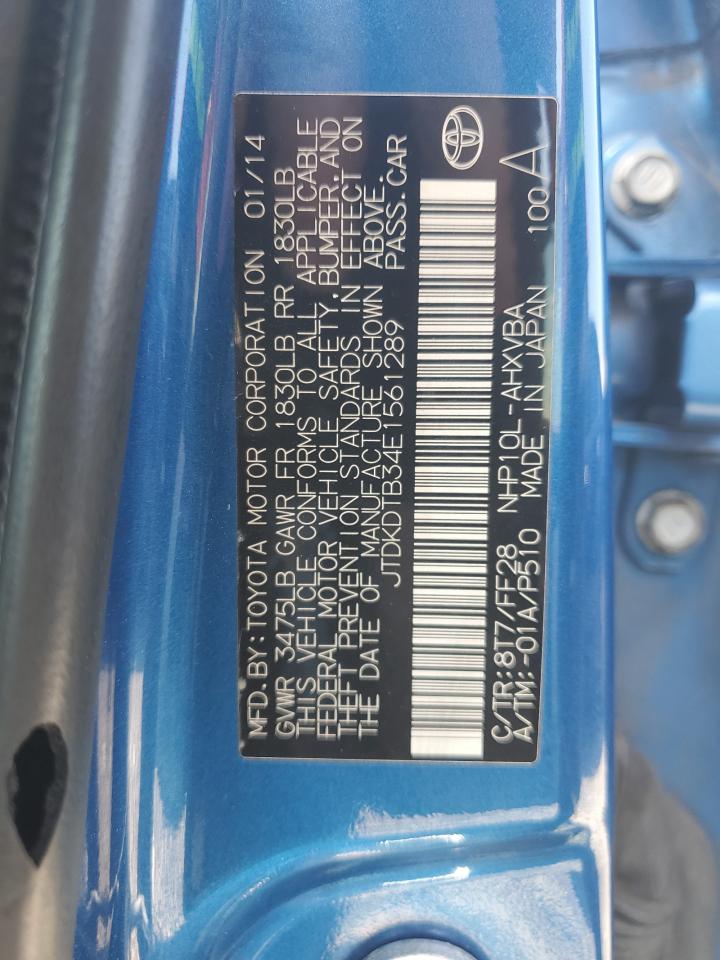 MFD. BY: TOYOTA MOTOR CORPORATION 01/14
GVWR 3475LB GAWR FR 1830LB RR 1830LB
THIS VEHICLE CONFORMS TO ALL APPLICABLE
FEDERAL MOTOR VEHICLE SAFETY, BUMPER, AND
THEFT PREVENTION STANDARDS IN EFFECT ON
THE DATE OF MANUFACTURE SHOWN ABOVE.
JTDKDTB34E1561289 PASS. CAR
C/TR: 8T7/FF28 NHP10L-AHXVBA
A/TM: -01A/P510 MADE IN JAPAN 100 A